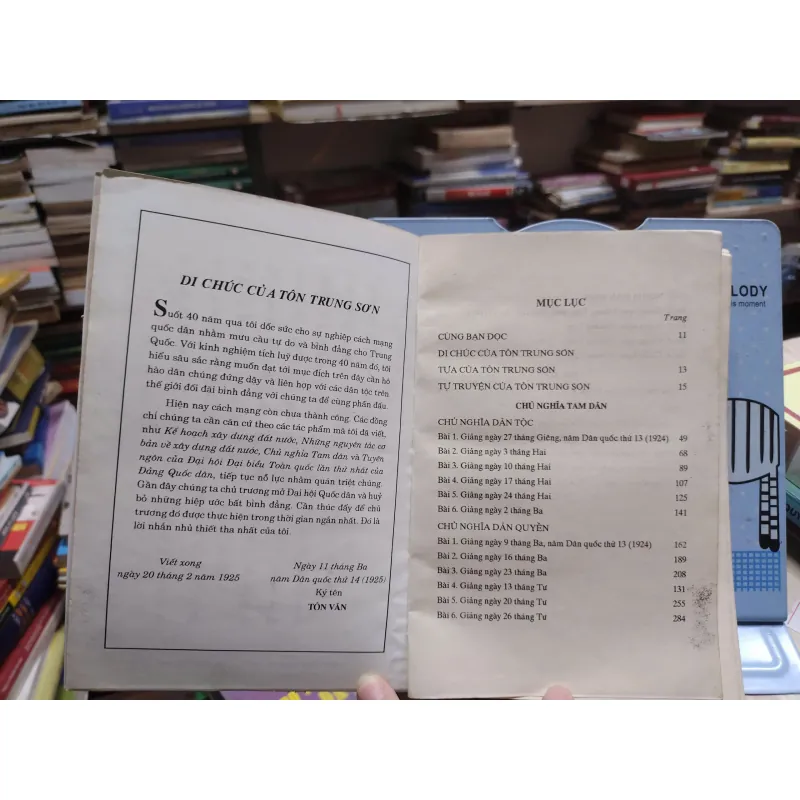 DI CHÚC CỦA TÔN TRUNG SƠN
Suốt 40 năm qua tôi dốc sức cho sự nghiệp cách mạng
quốc dân nhằm mưu cầu tự do và bình đẳng cho Trung
Quốc. Với kinh nghiệm tích luỹ được trong 40 năm đó, tôi
hiểu sâu sắc rằng muốn đạt tới mục đích trên đây cần hô
hào dân chúng đứng dậy và liên hợp với các dân tộc trên
thế giới đối đãi bình đẳng với chúng ta để cùng phấn đấu.
Hiện nay cách mạng còn chưa thành công. Các đồng
chí chúng ta cần căn cứ theo các tác phẩm mà tôi đã viết,
như Kế hoạch xây dựng đất nước, Những nguyên tắc cơ
bản về xây dựng đất nước, Chủ nghĩa Tam dân và Tuyên
ngôn của Đại hội Đại biểu Toàn quốc lần thứ nhất của
Đảng Quốc dân, tiếp tục nỗ lực nhằm quán triệt chúng.
Gần đây chúng ta chủ trương mở Đại hội Quốc dân và huỷ
bỏ những hiệp ước bất bình đẳng. Cần thúc đẩy để chủ
trương đó được thực hiện trong thời gian ngắn nhất. Đó là
lời nhắn nhủ thiết tha nhất của tôi.
Viết xong
ngày 20 tháng 2 năm 1925
Ngày 11 tháng Ba
năm Dân quốc thứ 14 (1925)
Ký tên
TÔN VĂN
MỤC LỤC
Trang
CÙNG BẠN ĐỌC 11
DI CHÚC CỦA TÔN TRUNG SƠN
TỰA CỦA TÔN TRUNG SƠN 13
TỰ TRUYỆN CỦA TÔN TRUNG SƠN 15
CHỦ NGHĨA TAM DÂN
CHỦ NGHĨA DÂN TỘC
Bài 1. Giảng ngày 27 tháng Giêng, năm Dân quốc thứ 13 (1924) 49
Bài 2. Giảng ngày 3 tháng Hai 68
Bài 3. Giảng ngày 10 tháng Hai 89
Bài 4. Giảng ngày 17 tháng Hai 107
Bài 5. Giảng ngày 24 tháng Hai 125
Bài 6. Giảng ngày 2 tháng Ba 141
CHỦ NGHĨA DÂN QUYỀN
Bài 1. Giảng ngày 9 tháng Ba, năm Dân quốc thứ 13 (1924) 162
Bài 2. Giảng ngày 16 tháng Ba 189
Bài 3. Giảng ngày 23 tháng Ba 208
Bài 4. Giảng ngày 13 tháng Tư 131
Bài 5. Giảng ngày 20 tháng Tư 255
Bài 6. Giảng ngày 26 tháng Tư 284
LODY
moment